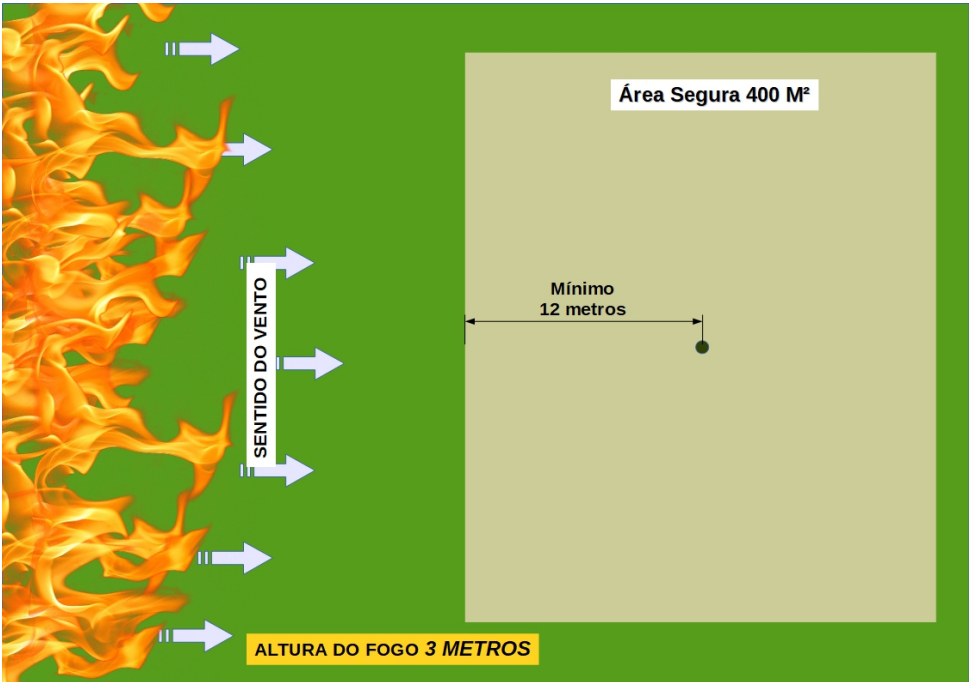 Área Segura 400 M²
Mínimo
12 metros
SENTIDO DO VENTO
ALTURA DO FOGO 3 METROS